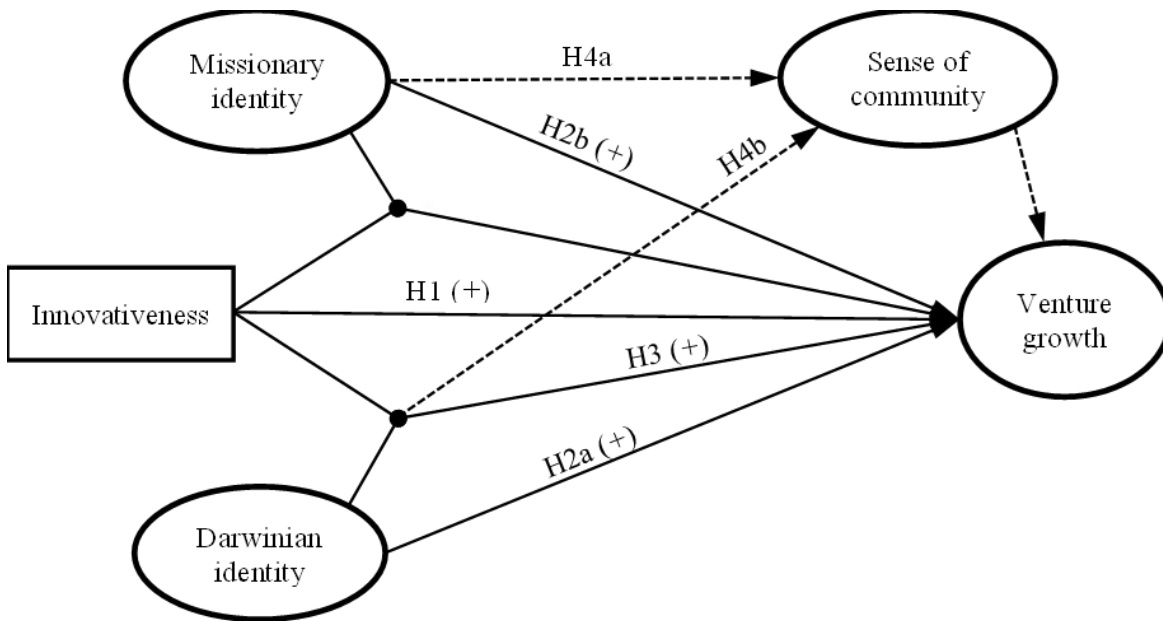 Missionary
identity
H4a
Sense of
community
H2b (+)
H4b
Innovativeness
H1 (+)
Venture
growth
H3 (+)
H2a (+)
Darwinian
identity